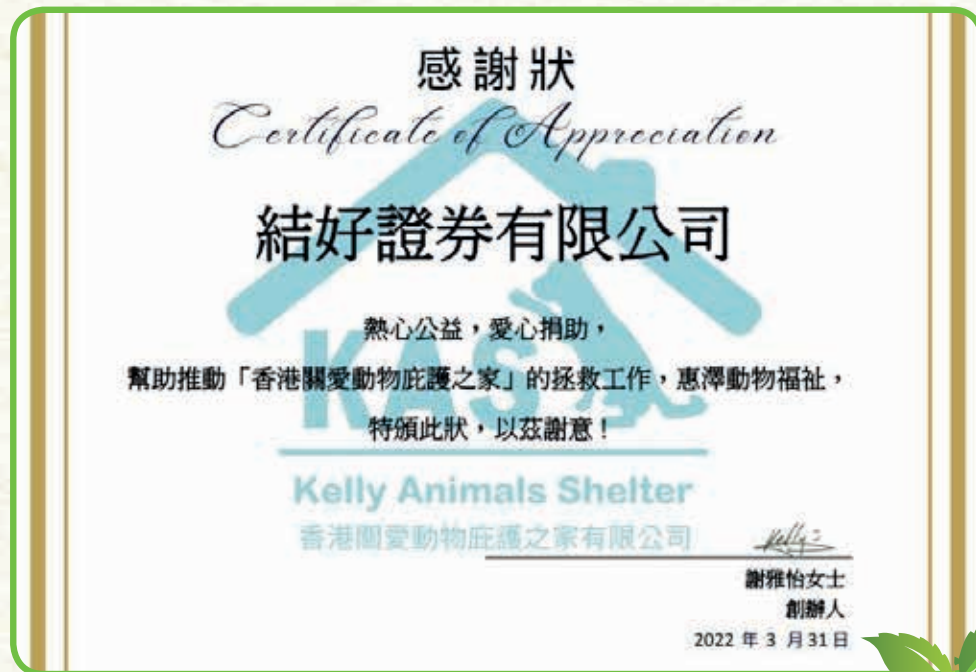 感謝狀
Certificate of Appreciation
結好證券有限公司
熱心公益，愛心捐助，
幫助推動「香港關愛動物庇護之家」的拯救工作，惠澤動物福祉，
特頒此狀，以茲謝意！
KAS
Kelly Animals Shelter
香港關愛動物庇護之家有限公司
Kelly
謝雅怡女士
創辦人
2022 年 3 月 31 日